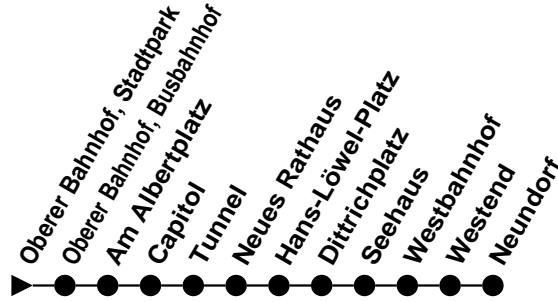 Oberer Bahnhof, Stadtpark
Oberer Bahnhof, Busbahnhof
Am Albertplatz
Capitol
Tunnel
Neues Rathaus
Hans-Löwel-Platz
Dittrichplatz
Seehaus
Westbahnhof
Westend
Neundorf